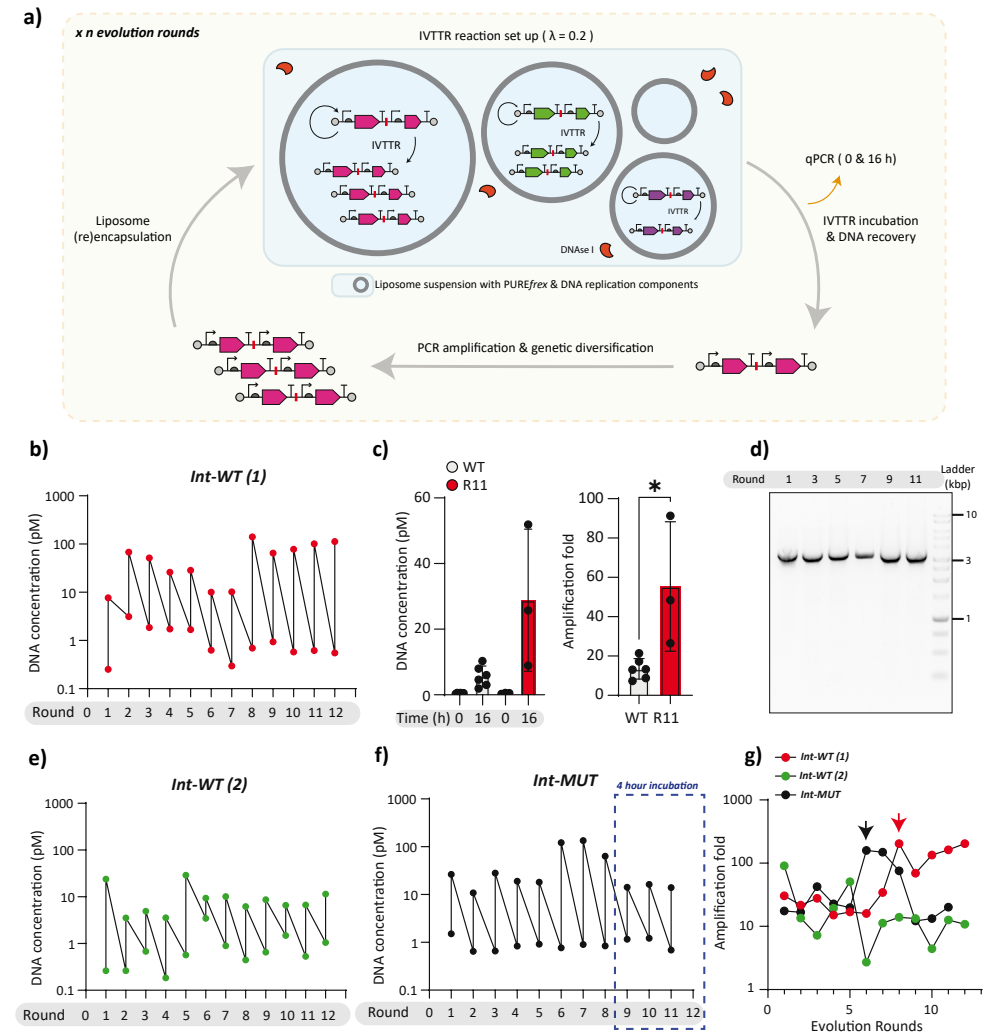 a)
x n evolution rounds
IVTTR reaction set up ( λ = 0.2 )
IVTTR
IVTTR
IVTTR
DNAse I
qPCR ( 0 & 16 h)
Liposome
(re)encapsulation
IVTTR incubation
& DNA recovery
Liposome suspension with PUREfrex & DNA replication components
PCR amplification & genetic diversification
b)
Int-WT (1)
DNA concentration (pM)
1000
100
10
1
0.1
Round 0 1 2 3 4 5 6 7 8 9 10 11 12
c)
WT
R11
DNA concentration (pM)
60
40
20
0
Time (h) 0 16 0 16
Amplification fold
100
80
60
40
20
0
*
WT R11
d)
Round 1 3 5 7 9 11
Ladder
(kbp)
10
3
1
e)
Int-WT (2)
DNA concentration (pM)
1000
100
10
1
0.1
Round 0 1 2 3 4 5 6 7 8 9 10 11 12
f)
Int-MUT
4 hour incubation
DNA concentration (pM)
1000
100
10
1
0.1
Round 0 1 2 3 4 5 6 7 8 9 10 11 12
g)
Int-WT (1)
Int-WT (2)
Int-MUT
Amplification fold
1000
100
10
1
0 5 10
Evolution Rounds